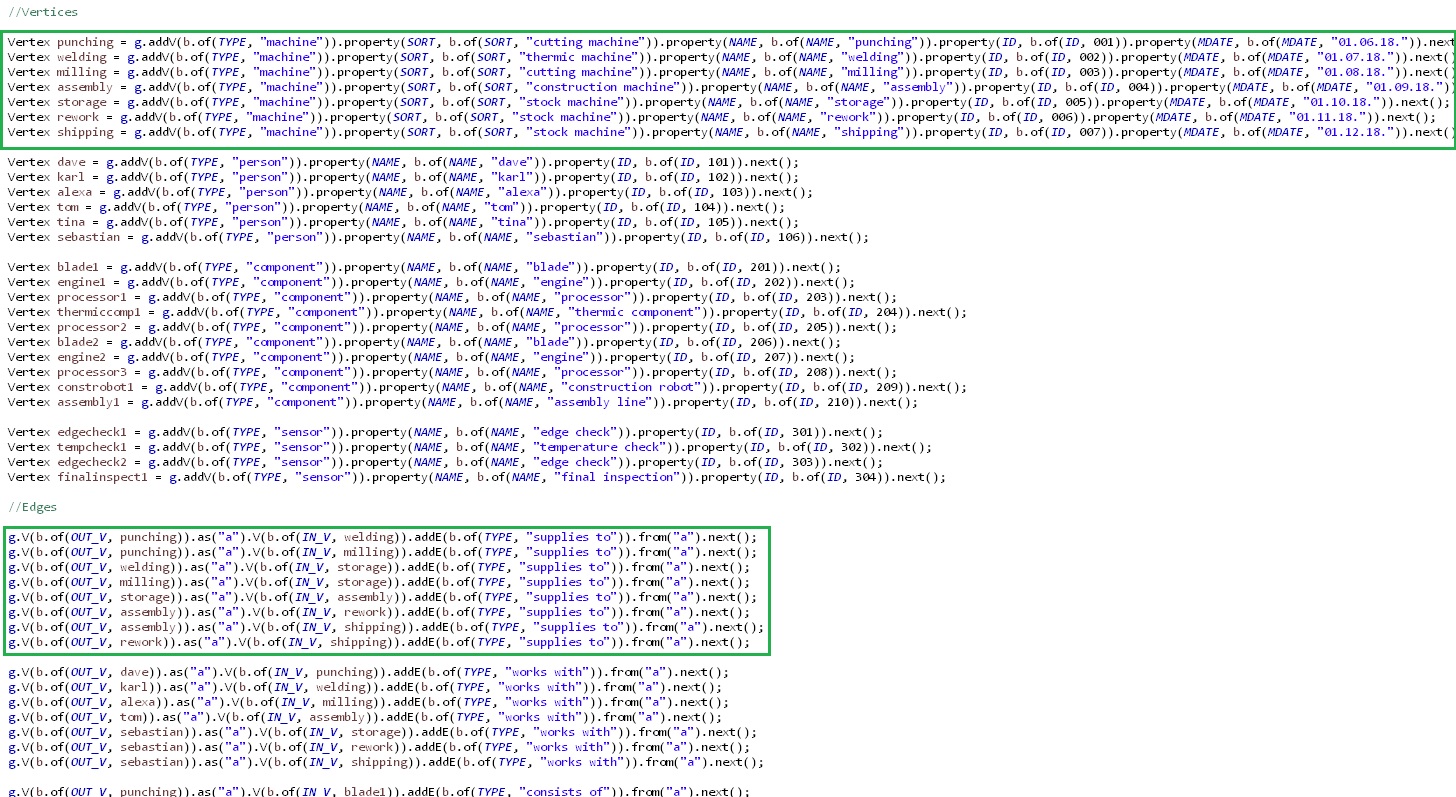 //Vertices
Vertex punching = g.addV(b.of(TYPE, "machine")).property(SORT, b.of(SORT, "cutting machine")).property(NAME, b.of(NAME, "punching")).property(ID, b.of(ID, 001)).property(MDATE, b.of(MDATE, "01.06.18.")).next
Vertex welding = g.addV(b.of(TYPE, "machine")).property(SORT, b.of(SORT, "thermic machine")).property(NAME, b.of(NAME, "welding")).property(ID, b.of(ID, 002)).property(MDATE, b.of(MDATE, "01.07.18.")).next()
Vertex milling = g.addV(b.of(TYPE, "machine")).property(SORT, b.of(SORT, "cutting machine")).property(NAME, b.of(NAME, "milling")).property(ID, b.of(ID, 003)).property(MDATE, b.of(MDATE, "01.08.18.")).next()
Vertex assembly = g.addV(b.of(TYPE, "machine")).property(SORT, b.of(SORT, "construction machine")).property(NAME, b.of(NAME, "assembly")).property(ID, b.of(ID, 004)).property(MDATE, b.of(MDATE, "01.09.18."))
Vertex storage = g.addV(b.of(TYPE, "machine")).property(SORT, b.of(SORT, "stock machine")).property(NAME, b.of(NAME, "storage")).property(ID, b.of(ID, 005)).property(MDATE, b.of(MDATE, "01.10.18.")).next();
Vertex rework = g.addV(b.of(TYPE, "machine")).property(SORT, b.of(SORT, "stock machine")).property(NAME, b.of(NAME, "rework")).property(ID, b.of(ID, 006)).property(MDATE, b.of(MDATE, "01.11.18.")).next();
Vertex shipping = g.addV(b.of(TYPE, "machine")).property(SORT, b.of(SORT, "stock machine")).property(NAME, b.of(NAME, "shipping")).property(ID, b.of(ID, 007)).property(MDATE, b.of(MDATE, "01.12.18.")).next()
Vertex dave = g.addV(b.of(TYPE, "person")).property(NAME, b.of(NAME, "dave")).property(ID, b.of(ID, 101)).next();
Vertex karl = g.addV(b.of(TYPE, "person")).property(NAME, b.of(NAME, "karl")).property(ID, b.of(ID, 102)).next();
Vertex alexa = g.addV(b.of(TYPE, "person")).property(NAME, b.of(NAME, "alexa")).property(ID, b.of(ID, 103)).next();
Vertex tom = g.addV(b.of(TYPE, "person")).property(NAME, b.of(NAME, "tom")).property(ID, b.of(ID, 104)).next();
Vertex tina = g.addV(b.of(TYPE, "person")).property(NAME, b.of(NAME, "tina")).property(ID, b.of(ID, 105)).next();
Vertex sebastian = g.addV(b.of(TYPE, "person")).property(NAME, b.of(NAME, "sebastian")).property(ID, b.of(ID, 106)).next();
Vertex blade1 = g.addV(b.of(TYPE, "component")).property(NAME, b.of(NAME, "blade")).property(ID, b.of(ID, 201)).next();
Vertex engine1 = g.addV(b.of(TYPE, "component")).property(NAME, b.of(NAME, "engine")).property(ID, b.of(ID, 202)).next();
Vertex processor1 = g.addV(b.of(TYPE, "component")).property(NAME, b.of(NAME, "processor")).property(ID, b.of(ID, 203)).next();
Vertex thermiccomp1 = g.addV(b.of(TYPE, "component")).property(NAME, b.of(NAME, "thermic component")).property(ID, b.of(ID, 204)).next();
Vertex processor2 = g.addV(b.of(TYPE, "component")).property(NAME, b.of(NAME, "processor")).property(ID, b.of(ID, 205)).next();
Vertex blade2 = g.addV(b.of(TYPE, "component")).property(NAME, b.of(NAME, "blade")).property(ID, b.of(ID, 206)).next();
Vertex engine2 = g.addV(b.of(TYPE, "component")).property(NAME, b.of(NAME, "engine")).property(ID, b.of(ID, 207)).next();
Vertex processor3 = g.addV(b.of(TYPE, "component")).property(NAME, b.of(NAME, "processor")).property(ID, b.of(ID, 208)).next();
Vertex constrobot1 = g.addV(b.of(TYPE, "component")).property(NAME, b.of(NAME, "construction robot")).property(ID, b.of(ID, 209)).next();
Vertex assembly1 = g.addV(b.of(TYPE, "component")).property(NAME, b.of(NAME, "assembly line")).property(ID, b.of(ID, 210)).next();
Vertex edgecheck1 = g.addV(b.of(TYPE, "sensor")).property(NAME, b.of(NAME, "edge check")).property(ID, b.of(ID, 301)).next();
Vertex tempcheck1 = g.addV(b.of(TYPE, "sensor")).property(NAME, b.of(NAME, "temperature check")).property(ID, b.of(ID, 302)).next();
Vertex edgecheck2 = g.addV(b.of(TYPE, "sensor")).property(NAME, b.of(NAME, "edge check")).property(ID, b.of(ID, 303)).next();
Vertex finalinspect1 = g.addV(b.of(TYPE, "sensor")).property(NAME, b.of(NAME, "final inspection")).property(ID, b.of(ID, 304)).next();
//Edges
g.V(b.of(OUT_V, punching)).as("a").V(b.of(IN_V, welding)).addE(b.of(TYPE, "supplies to")).from("a").next();
g.V(b.of(OUT_V, punching)).as("a").V(b.of(IN_V, milling)).addE(b.of(TYPE, "supplies to")).from("a").next();
g.V(b.of(OUT_V, welding)).as("a").V(b.of(IN_V, storage)).addE(b.of(TYPE, "supplies to")).from("a").next();
g.V(b.of(OUT_V, milling)).as("a").V(b.of(IN_V, storage)).addE(b.of(TYPE, "supplies to")).from("a").next();
g.V(b.of(OUT_V, storage)).as("a").V(b.of(IN_V, assembly)).addE(b.of(TYPE, "supplies to")).from("a").next();
g.V(b.of(OUT_V, assembly)).as("a").V(b.of(IN_V, rework)).addE(b.of(TYPE, "supplies to")).from("a").next();
g.V(b.of(OUT_V, assembly)).as("a").V(b.of(IN_V, shipping)).addE(b.of(TYPE, "supplies to")).from("a").next();
g.V(b.of(OUT_V, rework)).as("a").V(b.of(IN_V, shipping)).addE(b.of(TYPE, "supplies to")).from("a").next();
g.V(b.of(OUT_V, dave)).as("a").V(b.of(IN_V, punching)).addE(b.of(TYPE, "works with")).from("a").next();
g.V(b.of(OUT_V, karl)).as("a").V(b.of(IN_V, welding)).addE(b.of(TYPE, "works with")).from("a").next();
g.V(b.of(OUT_V, alexa)).as("a").V(b.of(IN_V, milling)).addE(b.of(TYPE, "works with")).from("a").next();
g.V(b.of(OUT_V, tom)).as("a").V(b.of(IN_V, assembly)).addE(b.of(TYPE, "works with")).from("a").next();
g.V(b.of(OUT_V, sebastian)).as("a").V(b.of(IN_V, storage)).addE(b.of(TYPE, "works with")).from("a").next();
g.V(b.of(OUT_V, sebastian)).as("a").V(b.of(IN_V, rework)).addE(b.of(TYPE, "works with")).from("a").next();
g.V(b.of(OUT_V, sebastian)).as("a").V(b.of(IN_V, shipping)).addE(b.of(TYPE, "works with")).from("a").next();
g.V(b.of(OUT_V, punching)).as("a").V(b.of(IN_V, blade1)).addE(b.of(TYPE, "consists of")).from("a").next();